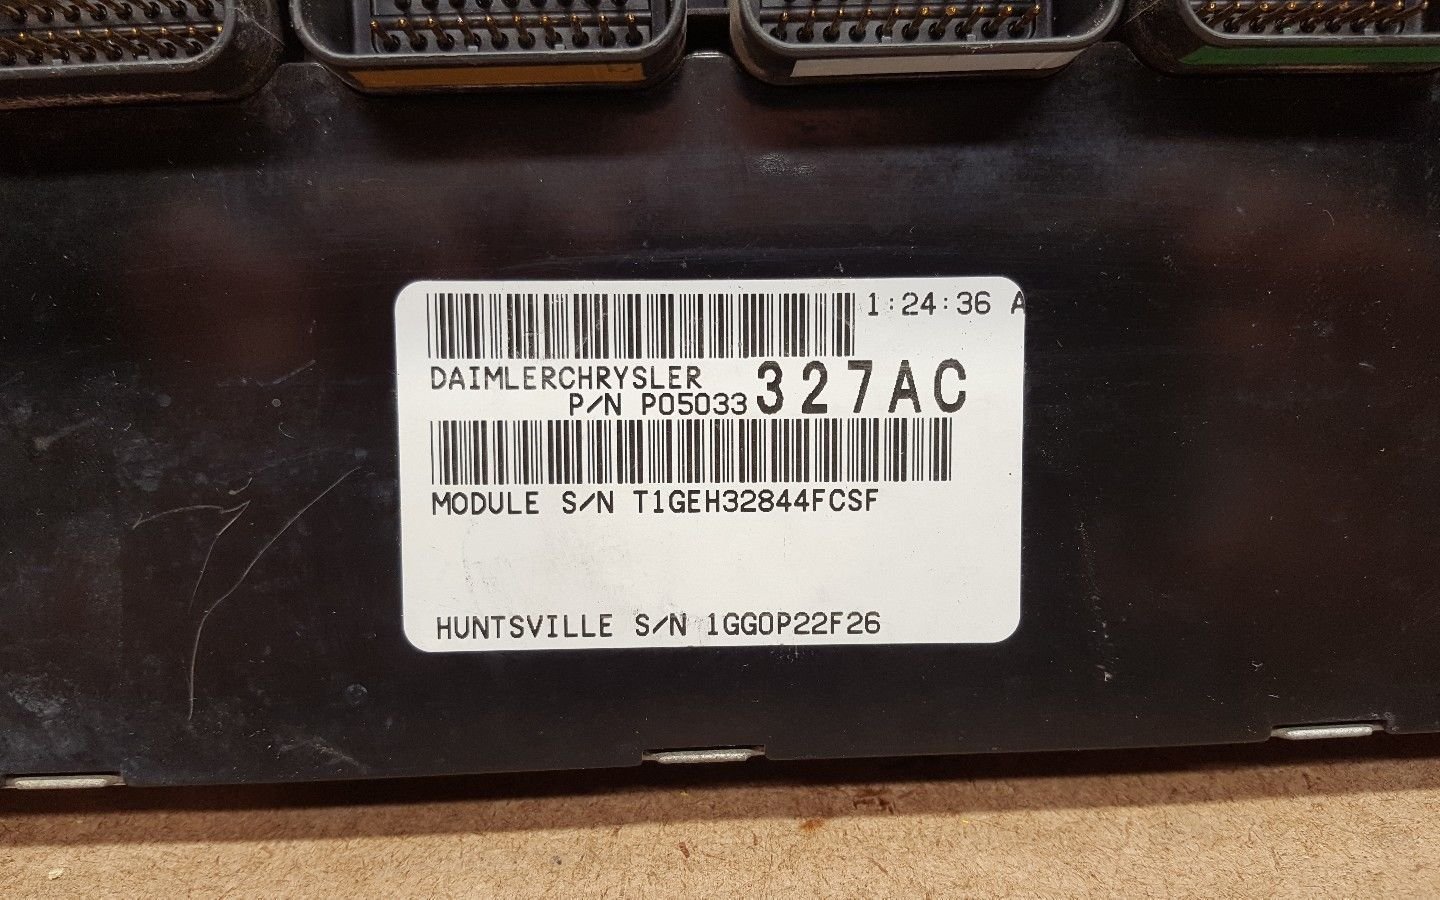 1:24:36 A
DAIMLERCHRYSLER
P/N P05033 327AC
MODULE S/N T1GEH32844FCSF
HUNTSVILLE S/N 1GG0P22F26